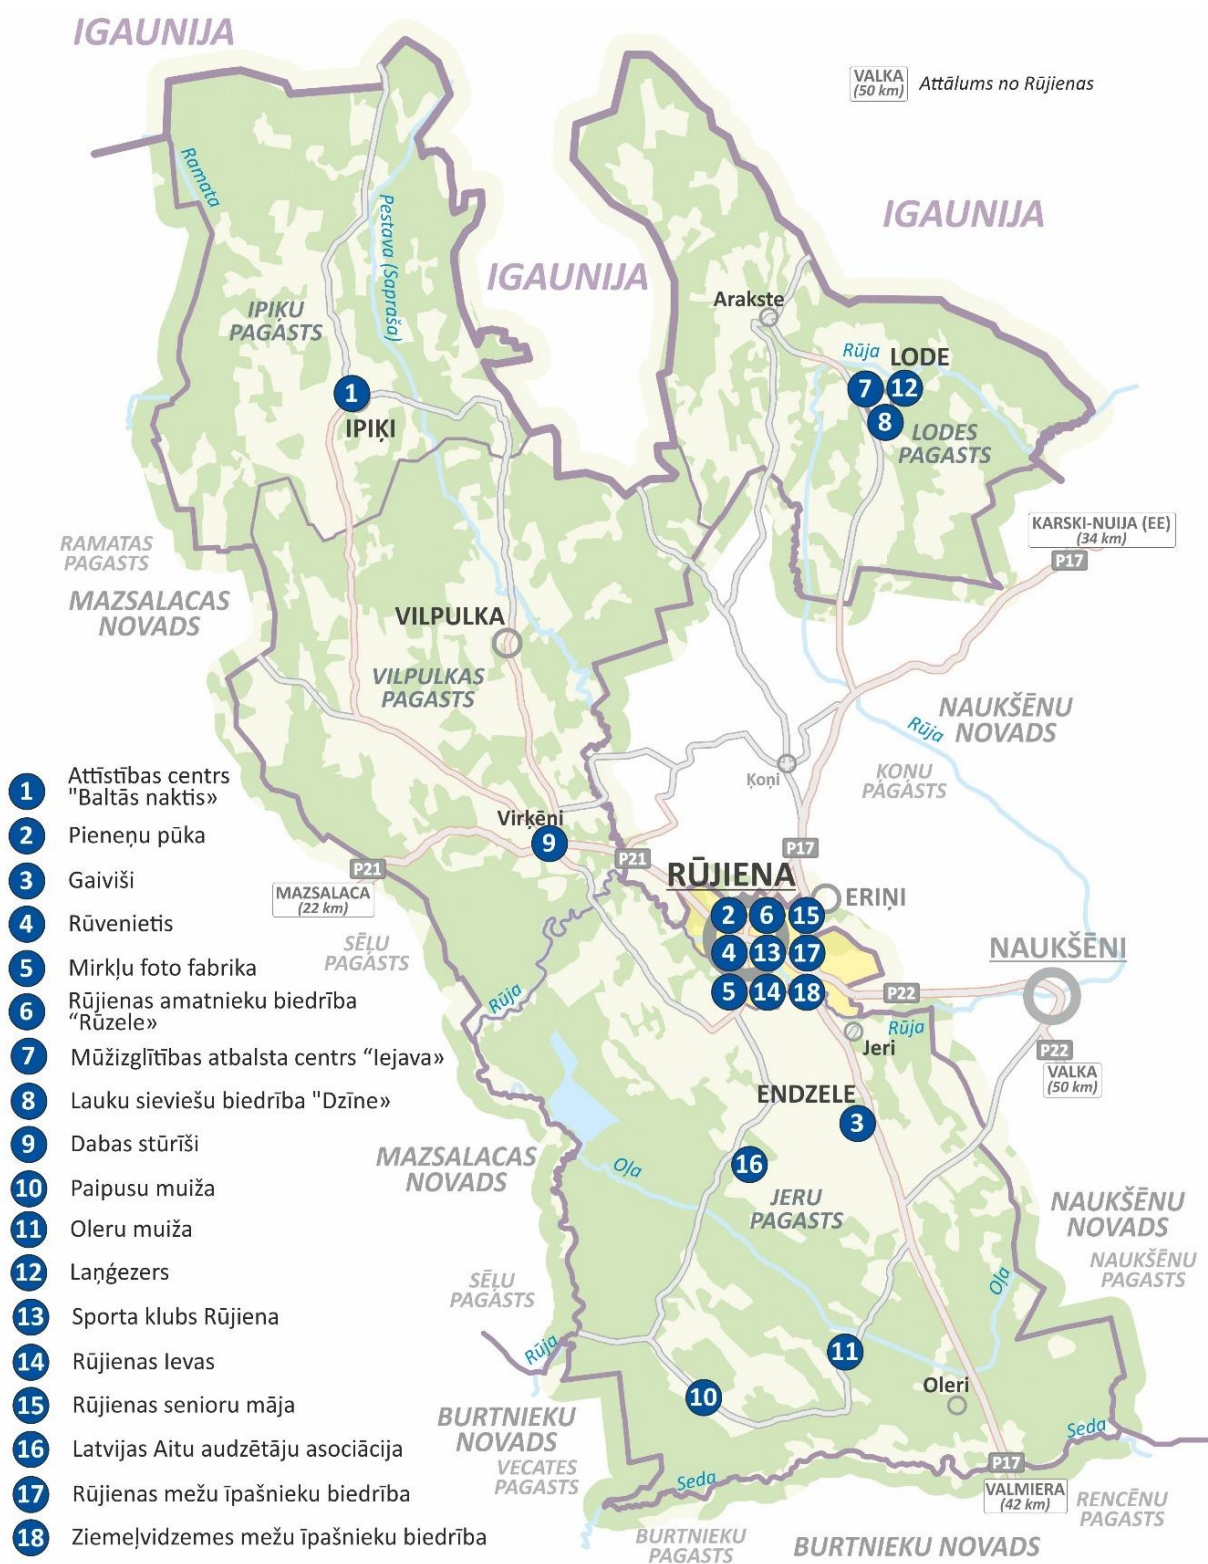 IGAUNIJA
VALKA
(50 km)
Attālums no Rūjienas
Ramata
Pestava (Sapraša)
IGAUNIJA
IGAUNIJA
IPIĶU
PAGASTS
Arakste
Rūja
LODE
1
7
12
8
IPIĶI
LODES
PAGASTS
KARSKI-NUIJA (EE)
(34 km)
P17
RAMATAS
PAGASTS
MAZSALACAS
NOVADS
VILPULKA
VILPULKAS
PAGASTS
NAUKŠĒNU
NOVADS
Rūja
Ķoņi
KOŅU
PAGASTS
Virķēni
9
P21
P21
P17
MAZSALACA
(22 km)
SĒĻU
PAGASTS
RŪJIENA
ERIŅI
2
6
15
4
13
17
5
14
18
NAUKŠĒNI
P22
Rūja
Rūja
Jeri
P22
VALKA
(50 km)
ENDZELE
3
MAZSALACAS
NOVADS
16
Oļa
JERU
PAGASTS
NAUKŠĒNU
NOVADS
NAUKŠĒNU
PAGASTS
SĒĻU
PAGASTS
Oļa
Rūja
11
10
Oleri
BURTNIEKU
NOVADS
VECATES
PAGASTS
Seda
Seda
P17
VALMIERA
(42 km)
RENCĒNU
PAGASTS
BURTNIEKU
PAGASTS
BURTNIEKU NOVADS
1 Attīstības centrs
"Baltās naktis»
2 Pieneņu pūka
3 Gaiviši
4 Rūvenietis
5 Mirkļu foto fabrika
6 Rūjienas amatnieku biedrība
“Rūzele»
7 Mūžizglītības atbalsta centrs “Iejava»
8 Lauku sieviešu biedrība "Dzīne»
9 Dabas stūrīši
10 Paipusu muiža
11 Oleru muiža
12 Laņģezers
13 Sporta klubs Rūjiena
14 Rūjienas Ievas
15 Rūjienas senioru māja
16 Latvijas Aitu audzētāju asociācija
17 Rūjienas mežu īpašnieku biedrība
18 Ziemeļvidzemes mežu īpašnieku biedrība